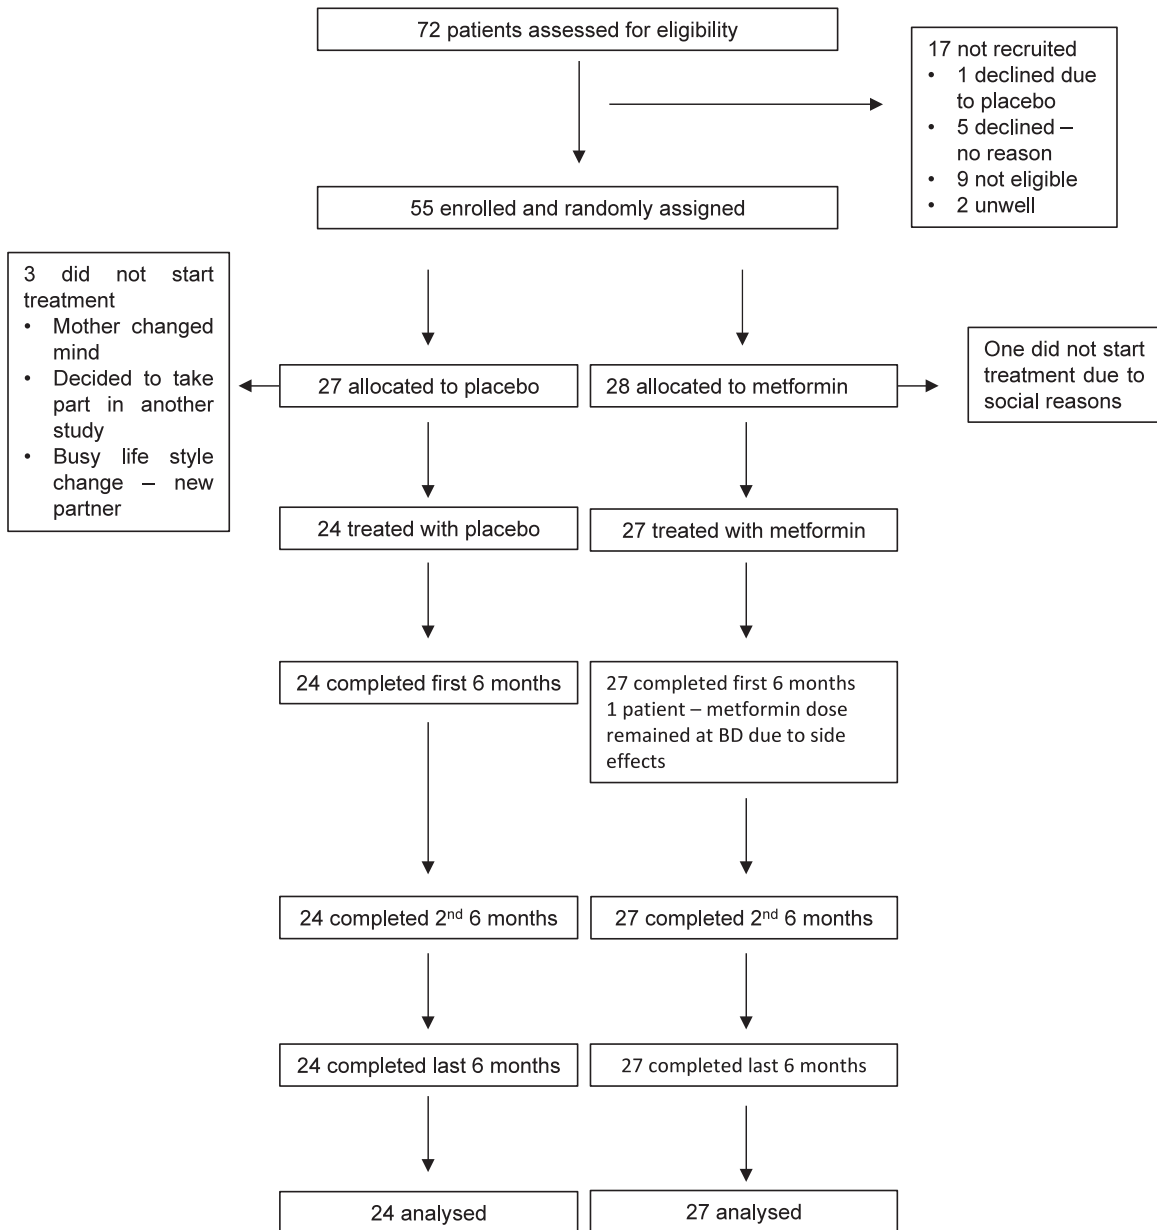 72 patients assessed for eligibility
17 not recruited
• 1 declined due
to placebo
• 5 declined –
no reason
• 9 not eligible
• 2 unwell
55 enrolled and randomly assigned
3 did not start
treatment
• Mother changed
mind
• Decided to take
part in another
study
• Busy life style
change – new
partner
27 allocated to placebo
28 allocated to metformin
One did not start
treatment due to
social reasons
24 treated with placebo
27 treated with metformin
24 completed first 6 months
27 completed first 6 months
1 patient – metformin dose
remained at BD due to side
effects
24 completed 2nd 6 months
27 completed 2nd 6 months
24 completed last 6 months
27 completed last 6 months
24 analysed
27 analysed